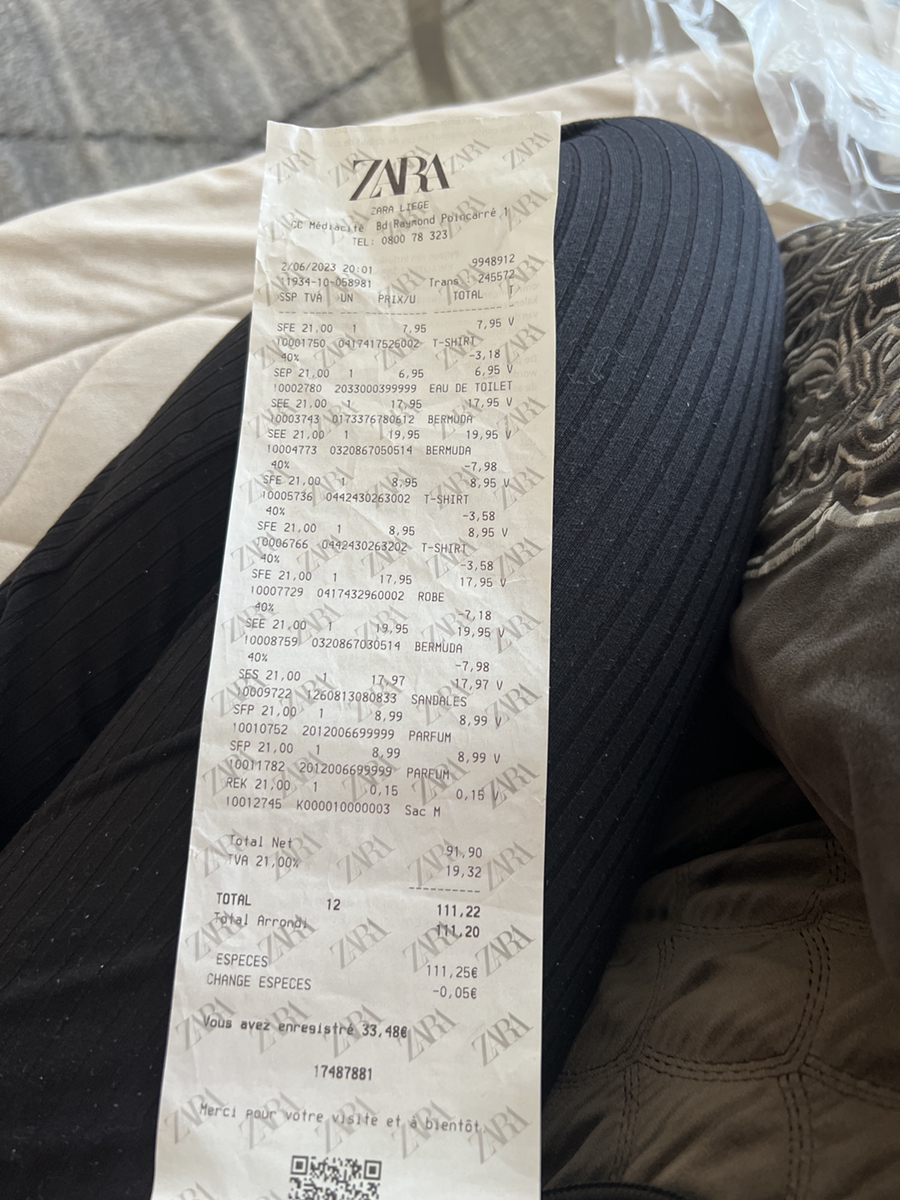 ZARA
ZARA LIEGE
CC Médiacité Bd Raymond Poincarré 1
TEL: 0800 78 323
9948912
2/06/2023 20:01
11934-10-058981 Trans 245572
SSP TVA UN PRIX/U TOTAL T
SFE 21,00 1 7,95 7,95 V
10001750 0417417526002 T-SHIRT
40% -3,18
SEP 21,00 1 6,95 6,95 V
10002780 2033000399999 EAU DE TOILET
SEE 21,00 1 17,95 17,95 V
10003743 0173376780612 BERMUDA
SEE 21,00 1 19,95 19,95 V
10004773 0320867050514 BERMUDA
40% -7,98
SFE 21,00 1 8,95 8,95 V
10005736 0442430263002 T-SHIRT
40% -3,58
SFE 21,00 1 8,95 8,95 V
10006766 0442430263202 T-SHIRT
40% -3,58
SFE 21,00 1 17,95 17,95 V
10007729 0417432960002 ROBE
40% -7,18
SEE 21,00 1 19,95 19,95 V
10008759 0320867030514 BERMUDA
40% -7,98
SES 21,00 1 17,97 17,97 V
10009722 1260813080833 SANDALES
SFP 21,00 1 8,99 8,99 V
10010752 2012006699999 PARFUM
SFP 21,00 1 8,99 8,99 V
10011782 2012006699999 PARFUM
REK 21,00 1 0,15 0,15 V
10012745 K000010000003 Sac M
Total Net 91,90
TVA 21,00% 19,32
TOTAL 12 111,22
Total Arrondi 111,20
ESPECES 111,25€
CHANGE ESPECES -0,05€
Vous avez enregistré 33,48€
17487881
Merci pour votre visite et à bientôt.